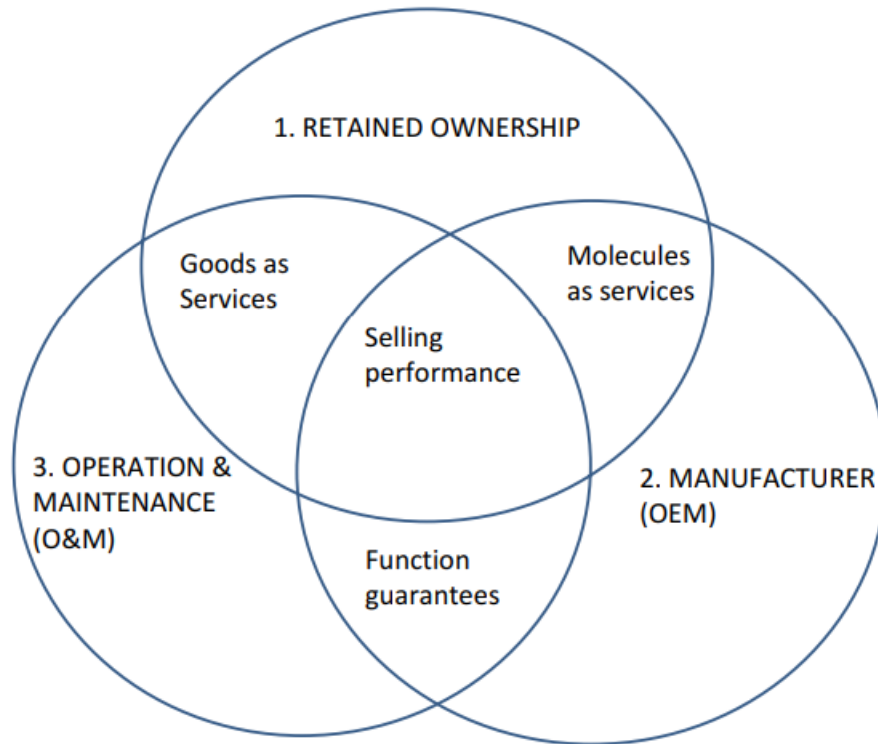 1. RETAINED OWNERSHIP
Goods as
Services
Molecules
as services
Selling
performance
3. OPERATION &
MAINTENANCE
(O&M)
2. MANUFACTURER
(OEM)
Function
guarantees